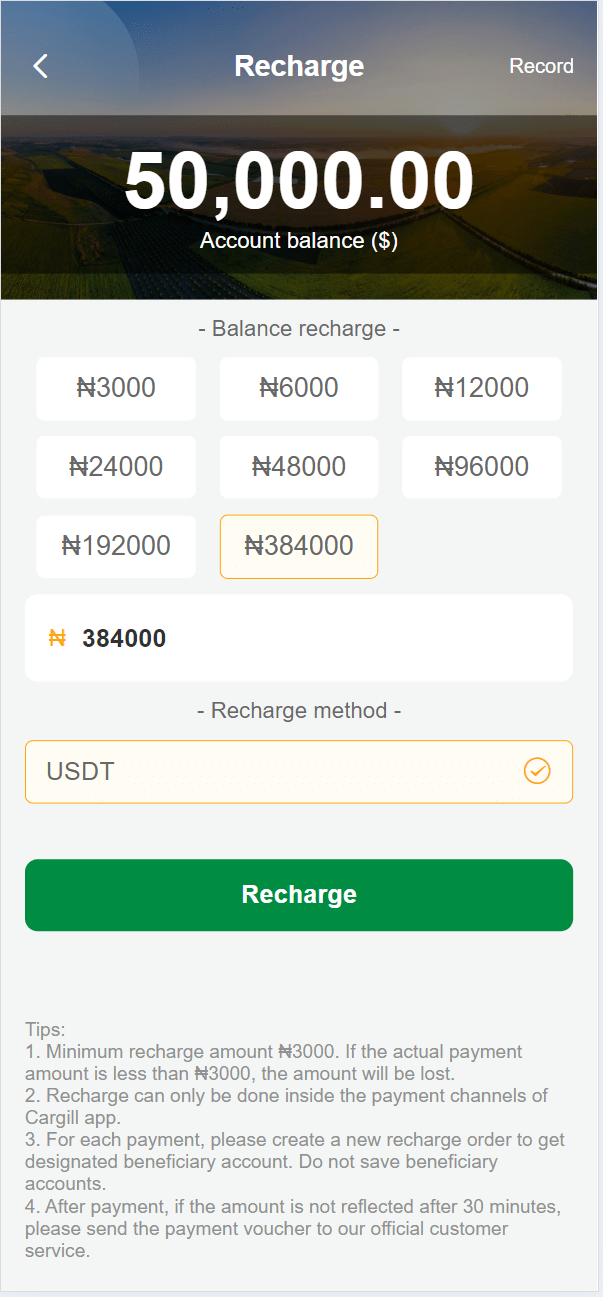 Recharge
Record
50,000.00
Account balance ($)
- Balance recharge -
₦3000
₦6000
₦12000
₦24000
₦48000
₦96000
₦192000
₦384000
₦ 384000
- Recharge method -
USDT
Recharge
Tips:
1. Minimum recharge amount ₦3000. If the actual payment
amount is less than ₦3000, the amount will be lost.
2. Recharge can only be done inside the payment channels of
Cargill app.
3. For each payment, please create a new recharge order to get
designated beneficiary account. Do not save beneficiary
accounts.
4. After payment, if the amount is not reflected after 30 minutes,
please send the payment voucher to our official customer
service.